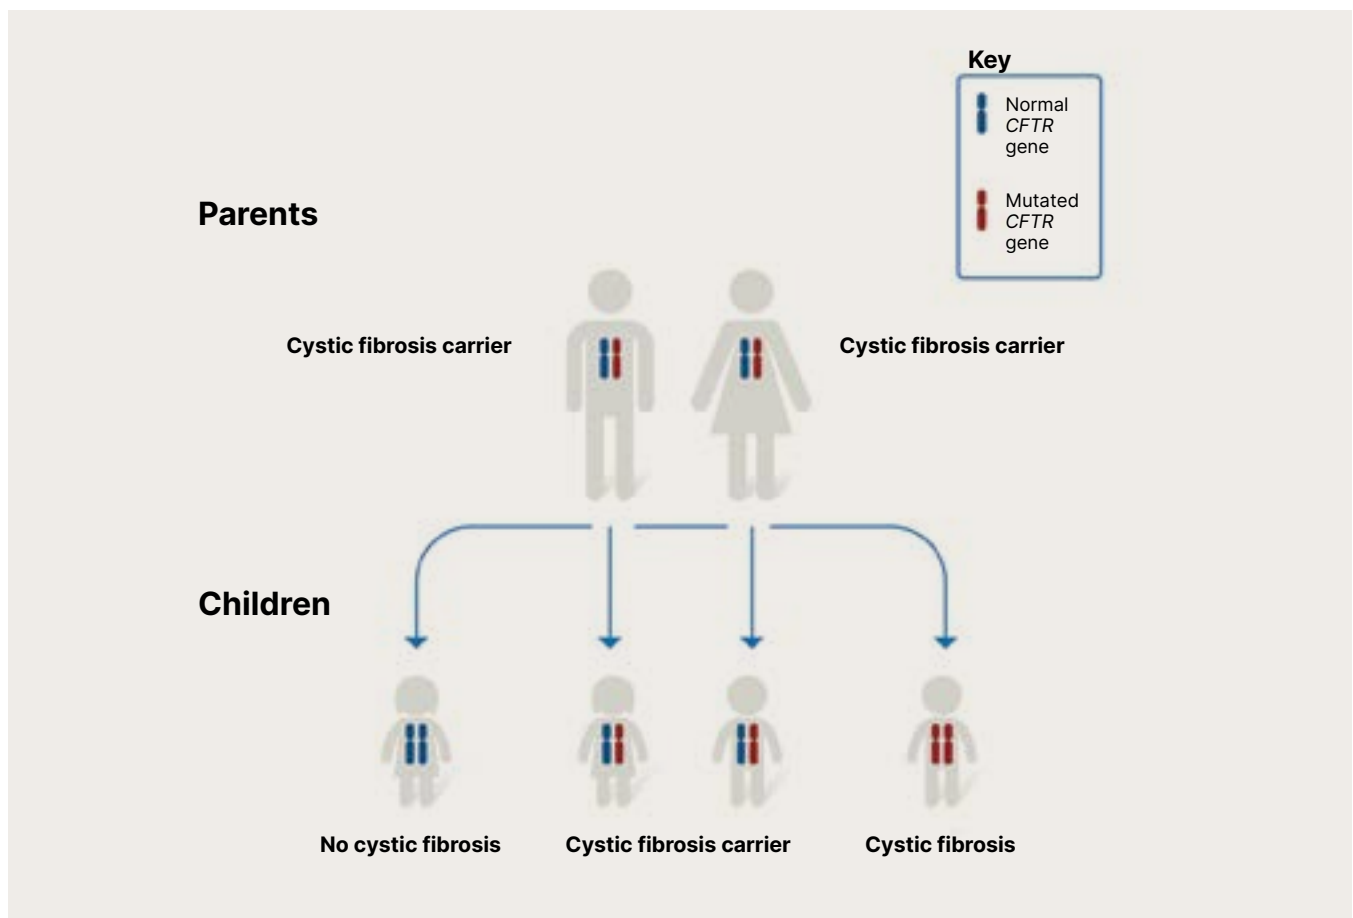 Key
Normal
CFTR
gene
Mutated
CFTR
gene
Parents
Cystic fibrosis carrier
Cystic fibrosis carrier
Children
No cystic fibrosis
Cystic fibrosis carrier
Cystic fibrosis